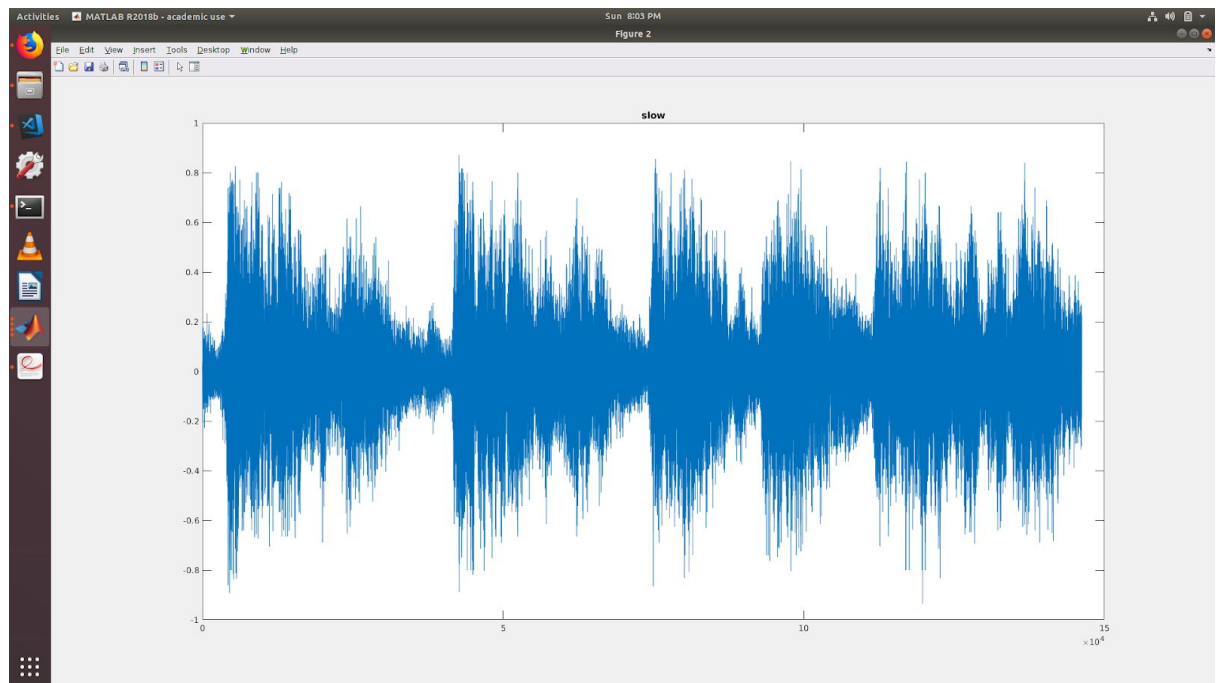 Activities MATLAB R2018b - academic use Sun 8:03 PM
Figure 2
File Edit View Insert Tools Desktop Window Help
slow
1
0.8
0.6
0.4
0.2
0
-0.2
-0.4
-0.6
-0.8
-1
0 5 10 15
×10⁴